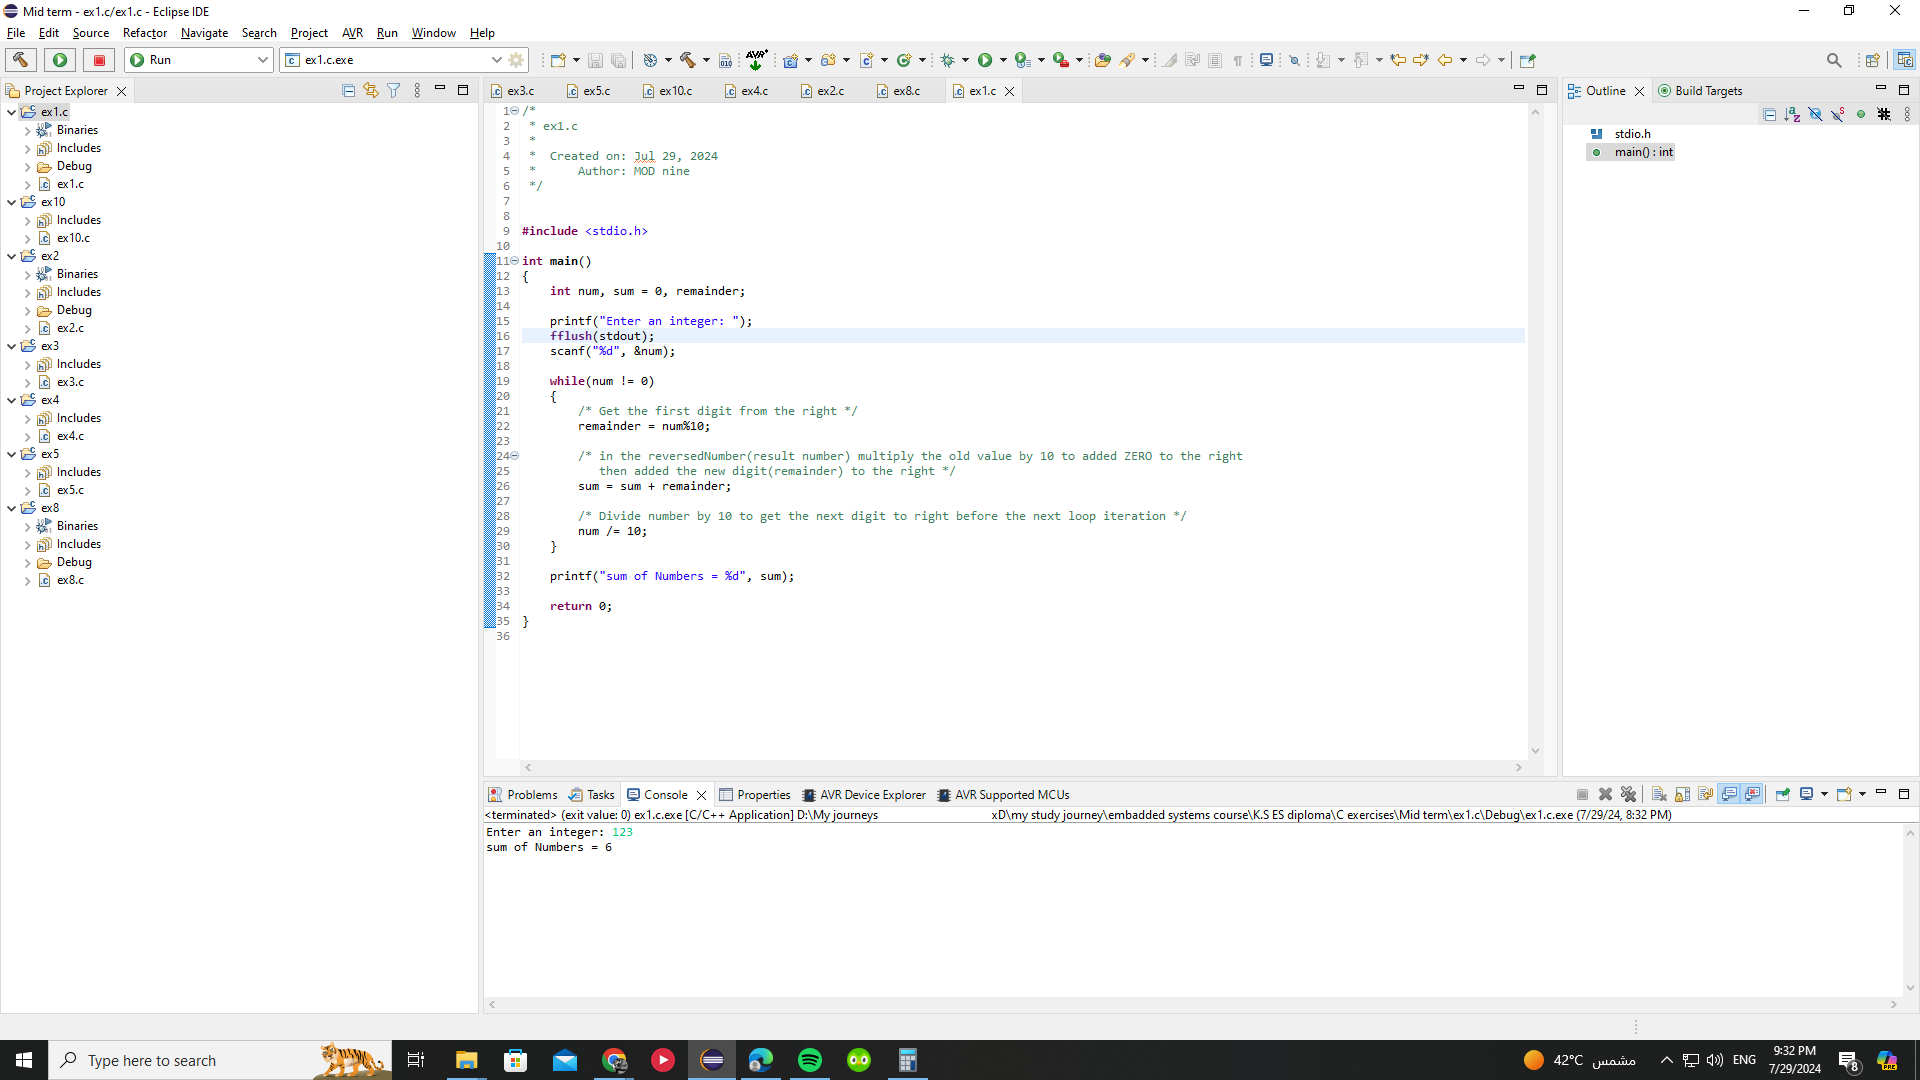 Mid term - ex1.c/ex1.c - Eclipse IDE
File Edit Source Refactor Navigate Search Project AVR Run Window Help
Run ex1.c.exe
Project Explorer
ex1.c
Binaries
Includes
Debug
ex1.c
ex10
Includes
ex10.c
ex2
Binaries
Includes
Debug
ex2.c
ex3
Includes
ex3.c
ex4
Includes
ex4.c
ex5
Includes
ex5.c
ex8
Binaries
Includes
Debug
ex8.c
ex3.c ex5.c ex10.c ex4.c ex2.c ex8.c ex1.c
1 /*
2 * ex1.c
3 *
4 * Created on: Jul 29, 2024
5 * Author: MOD nine
6 */
7
8
9 #include <stdio.h>
10
11 int main()
12 {
13 int num, sum = 0, remainder;
14
15 printf("Enter an integer: ");
16 fflush(stdout);
17 scanf("%d", &num);
18
19 while(num != 0)
20 {
21 /* Get the first digit from the right */
22 remainder = num%10;
23
24 /* in the reversedNumber(result number) multiply the old value by 10 to added ZERO to the right
25 then added the new digit(remainder) to the right */
26 sum = sum + remainder;
27
28 /* Divide number by 10 to get the next digit to right before the next loop iteration */
29 num /= 10;
30 }
31
32 printf("sum of Numbers = %d", sum);
33
34 return 0;
35 }
36
Outline Build Targets
stdio.h
main() : int
Problems Tasks Console Properties AVR Device Explorer AVR Supported MCUs
<terminated> (exit value: 0) ex1.c.exe [C/C++ Application] D:\My journeys xD\my study journey\embadded systems course\K.S ES diploma\C exercises\Mid term\ex1.c\Debug\ex1.c.exe (7/29/24, 8:32 PM)
Enter an integer: 123
sum of Numbers = 6
Type here to search
42°C مشمس
ENG
9:32 PM
7/29/2024
8